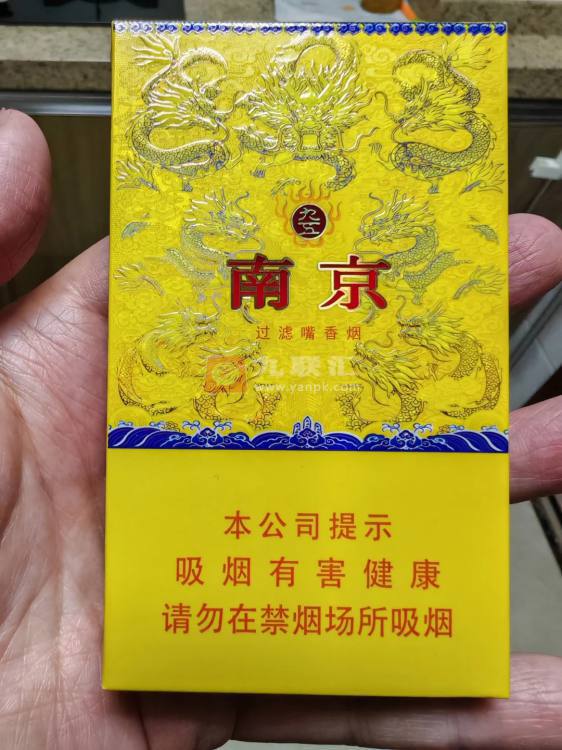 九五
南京
过滤嘴香烟
九联汇
www.yanpk.com
本公司提示
吸烟有害健康
请勿在禁烟场所吸烟